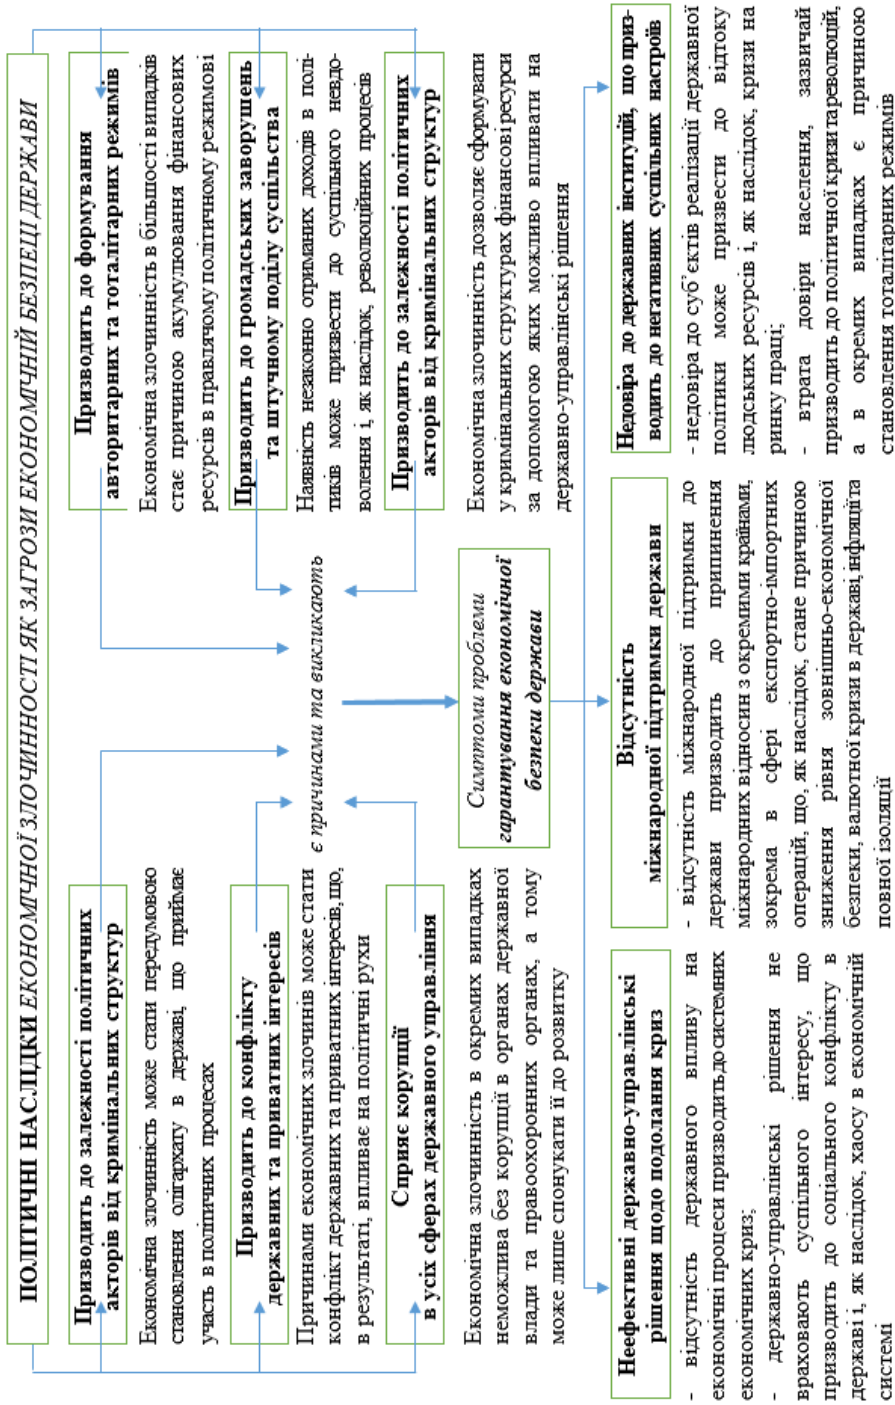 ПОЛІТИЧНІ НАСЛІДКИ ЕКОНОМІЧНОЇ ЗЛОЧИННОСТІ ЯК ЗАГРОЗИ ЕКОНОМІЧНІЙ БЕЗПЕЦІ ДЕРЖАВИ
Призводить до залежності політичних
акторів від кримінальних структур
Економічна злочинність може стати передумовою
становлення олігархату в державі, що приймає
участь в політичних процесах
Призводить до конфлікту
державних та приватних інтересів
Причинами економічних злочинів може стати
конфлікт державних та приватних інтересів, що,
в результаті, впливає на політичні рухи
Сприяє корупції
в усіх сферах державного управління
Економічна злочинність в окремих випадках
неможлива без корупції в органах державної
влади та правоохоронних органах, а тому
може лише спонукати її до розвитку
Призводить до формування
авторитарних та тоталітарних режимів
Економічна злочинність в більшості випадків
стає причиною акумулювання фінансових
ресурсів в правлячому політичному режимові
Призводить до громадських заворушень
та штучному поділу суспільства
Наявність незаконно отриманих доходів в полі-
тиків може призвести до суспільного невдо-
волення і, як наслідок, революційних процесів
Призводить до залежності політичних
акторів від кримінальних структур
Економічна злочинність дозволяє сформувати
у кримінальних структурах фінансові ресурси
за допомогою яких можливо впливати на
державно-управлінські рішення
є причинами та викликають
Симптоми проблеми
гарантування економічної
безпеки держави
Неефективні державно-управлінські
рішення щодо подолання криз
- відсутність державного впливу на
економічні процеси призводить до системних
економічних криз;
- державно-управлінські рішення не
враховають суспільного інтересу, що
призводить до соціального конфлікту в
державі і, як наслідок, хаосу в економічній
системі
Відсутність
міжнародної підтримки держави
- відсутність міжнародної підтримки до
держави призводить до припинення
міжнародних відносин з окремими країнами,
зокрема в сфері експортно-імпортних
операцій, що, як наслідок, стане причиною
зниження рівня зовнішньо-економічної
безпеки, валютної кризи в державі, інфляції та
повної ізоляції
Недовіра до державних інституцій, що приз-
водить до негативних суспільних настроїв
- недовіра до суб’єктів реалізації державної
політики може призвести до відтоку
людських ресурсів і, як наслідок, кризи на
ринку праці;
- втрата довіри населення, зазвичай
призводить до політичної кризи та революцій,
а в окремих випадках є причиною
становлення тоталітарних режимів